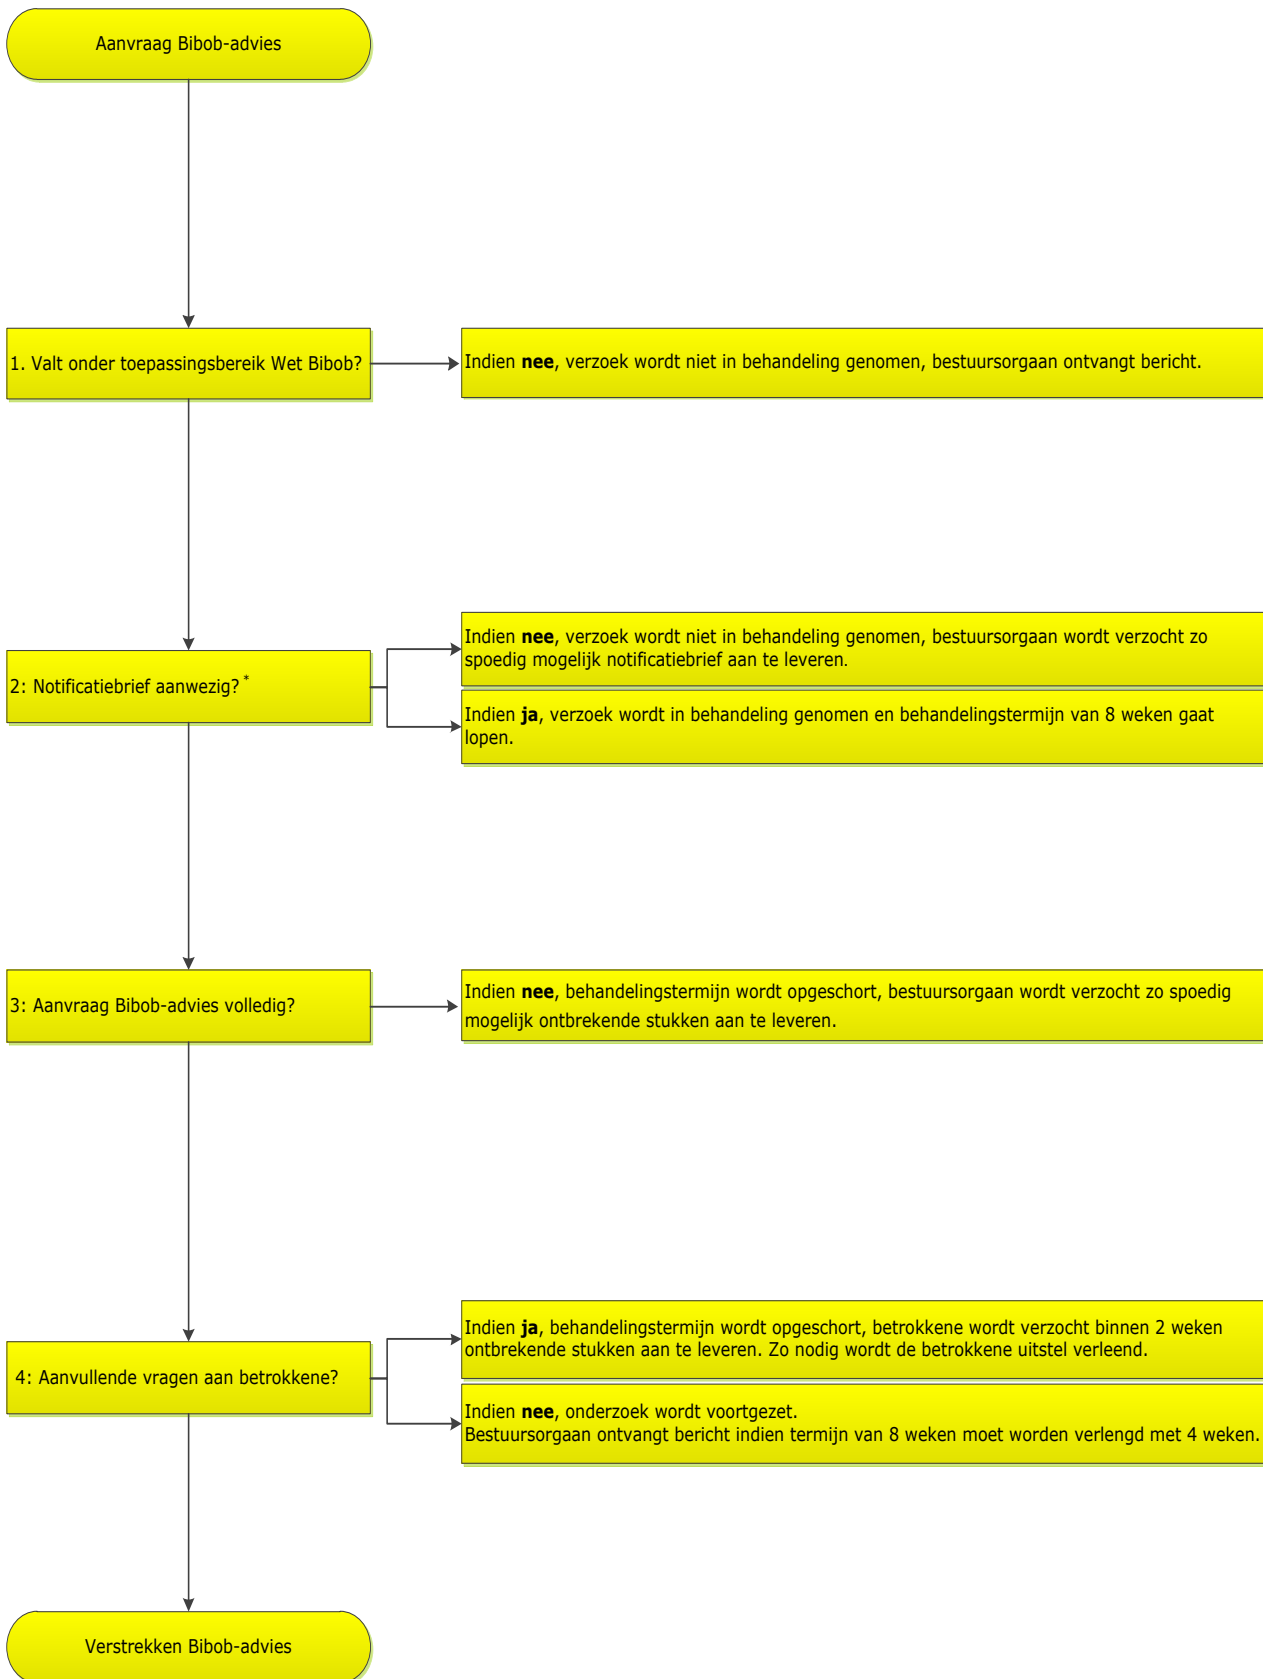 Aanvraag Bibob-advies
1. Valt onder toepassingsbereik Wet Bibob?
Indien nee, verzoek wordt niet in behandeling genomen, bestuursorgaan ontvangt bericht.
2: Notificatiebrief aanwezig? *
Indien nee, verzoek wordt niet in behandeling genomen, bestuursorgaan wordt verzocht zo
spoedig mogelijk notificatiebrief aan te leveren.
Indien ja, verzoek wordt in behandeling genomen en behandelingstermijn van 8 weken gaat
lopen.
3: Aanvraag Bibob-advies volledig?
Indien nee, behandelingstermijn wordt opgeschort, bestuursorgaan wordt verzocht zo spoedig
mogelijk ontbrekende stukken aan te leveren.
4: Aanvullende vragen aan betrokkene?
Indien ja, behandelingstermijn wordt opgeschort, betrokkene wordt verzocht binnen 2 weken
ontbrekende stukken aan te leveren. Zo nodig wordt de betrokkene uitstel verleend.
Indien nee, onderzoek wordt voortgezet.
Bestuursorgaan ontvangt bericht indien termijn van 8 weken moet worden verlengd met 4 weken.
Verstrekken Bibob-advies